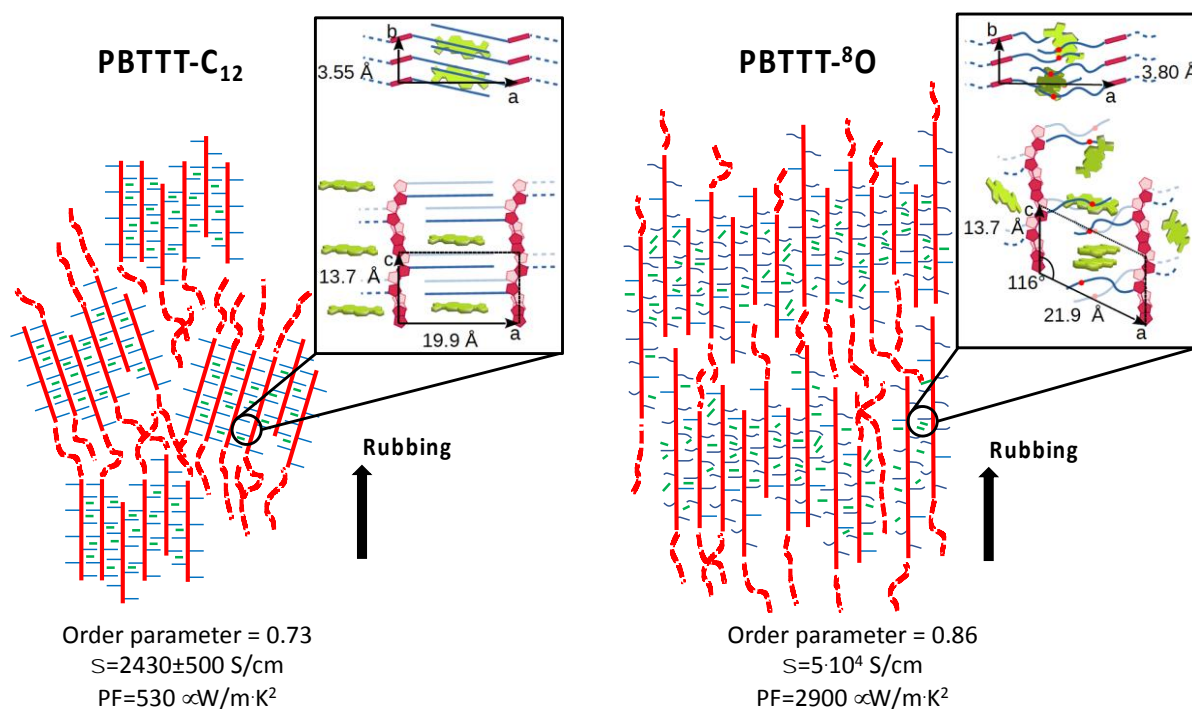 PBTTT-C₁₂
b
3.55 Å
a
c
13.7 Å
19.9 Å
a
Rubbing
Order parameter = 0.73
S=2430±500 S/cm
PF=530 ∝W/m·K²
PBTTT-⁸O
b
3.80 Å
a
c
13.7 Å
116°
21.9 Å
a
Rubbing
Order parameter = 0.86
S=5·10⁴ S/cm
PF=2900 ∝W/m·K²